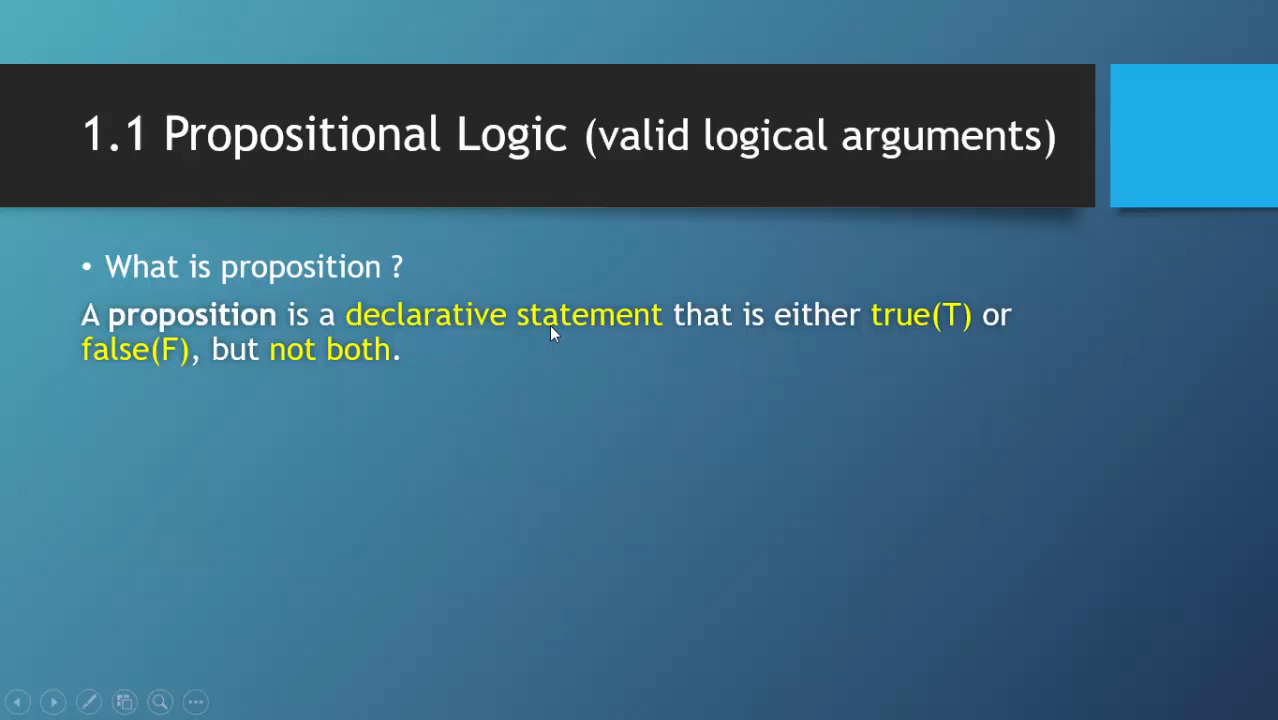 1.1 Propositional Logic (valid logical arguments)
• What is proposition ?
A proposition is a declarative statement that is either true(T) or
false(F), but not both.